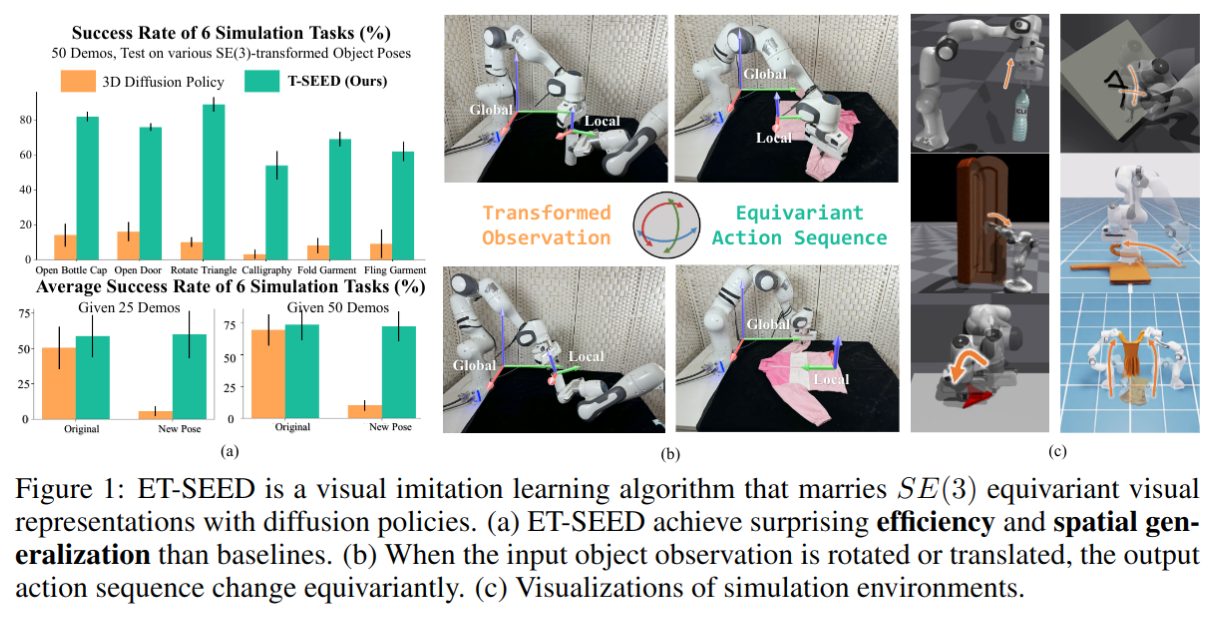 Success Rate of 6 Simulation Tasks (%)
50 Demos, Test on various SE(3)-transformed Object Poses
3D Diffusion Policy
T-SEED (Ours)
80
60
40
20
0
Open Bottle Cap
Open Door
Rotate Triangle
Calligraphy
Fold Garment
Fling Garment
Average Success Rate of 6 Simulation Tasks (%)
Given 25 Demos
75
50
25
0
Original
New Pose
Given 50 Demos
75
50
25
0
Original
New Pose
(a)
Global
Local
Global
Local
Transformed
Observation
Equivariant
Action Sequence
Global
Local
Global
Local
(b)
(c)
Figure 1: ET-SEED is a visual imitation learning algorithm that marries SE(3) equivariant visual
representations with diffusion policies. (a) ET-SEED achieve surprising efficiency and spatial gen-
eralization than baselines. (b) When the input object observation is rotated or translated, the output
action sequence change equivariantly. (c) Visualizations of simulation environments.